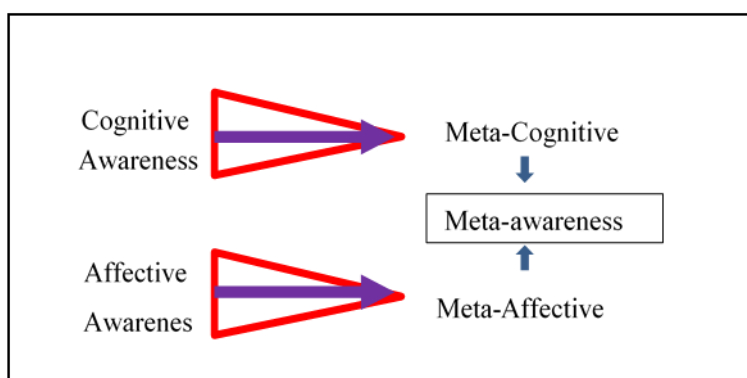 Cognitive
Awareness
Meta-Cognitive
Meta-awareness
Affective
Awarenes
Meta-Affective